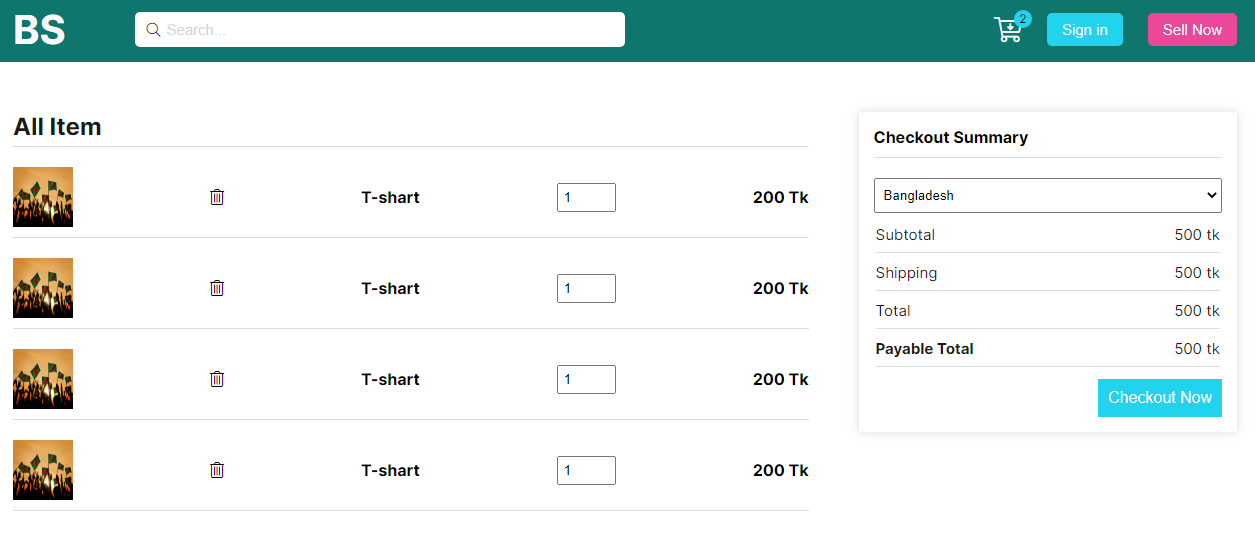 BS
Search...
2
Sign in
Sell Now
All Item
T-shart
1
200 Tk
T-shart
1
200 Tk
T-shart
1
200 Tk
T-shart
1
200 Tk
Checkout Summary
Bangladesh
Subtotal 500 tk
Shipping 500 tk
Total 500 tk
Payable Total 500 tk
Checkout Now